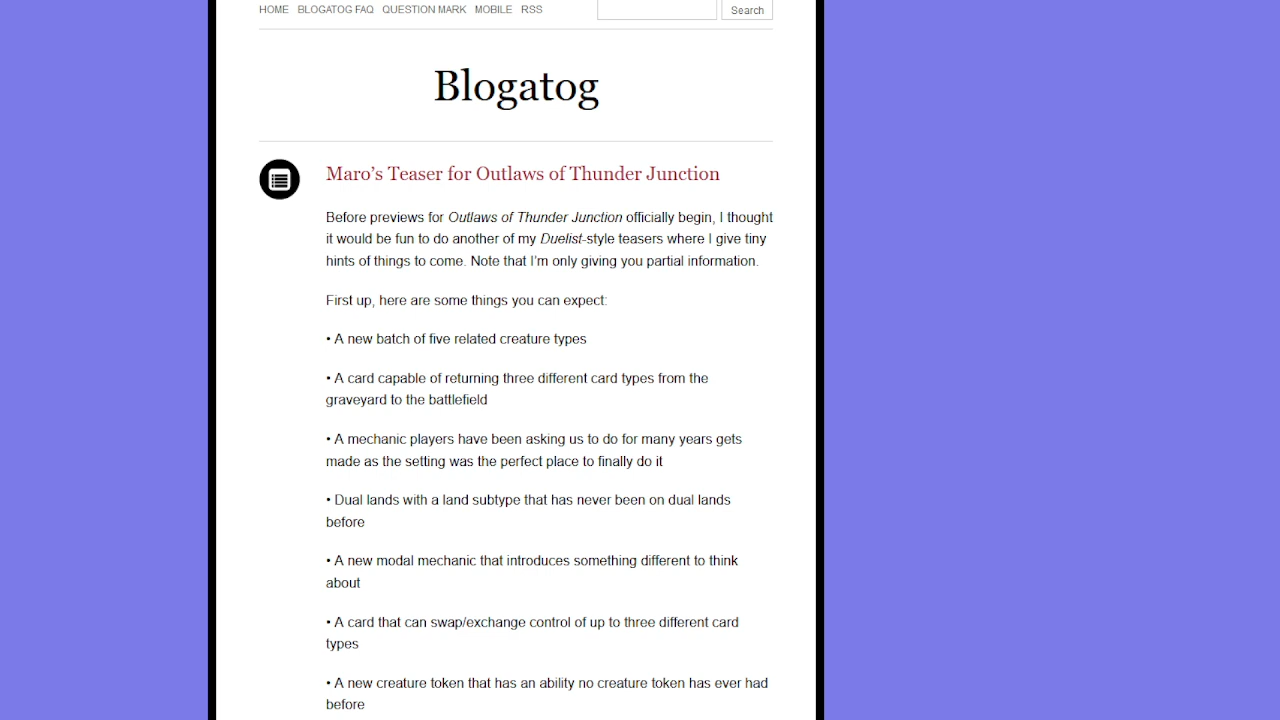 HOME BLOGATOG FAQ QUESTION MARK MOBILE RSS Search
Blogatog
Maro's Teaser for Outlaws of Thunder Junction
Before previews for Outlaws of Thunder Junction officially begin, I thought
it would be fun to do another of my Duelist-style teasers where I give tiny
hints of things to come. Note that I'm only giving you partial information.
First up, here are some things you can expect:
• A new batch of five related creature types
• A card capable of returning three different card types from the
graveyard to the battlefield
• A mechanic players have been asking us to do for many years gets
made as the setting was the perfect place to finally do it
• Dual lands with a land subtype that has never been on dual lands
before
• A new modal mechanic that introduces something different to think
about
• A card that can swap/exchange control of up to three different card
types
• A new creature token that has an ability no creature token has ever had
before